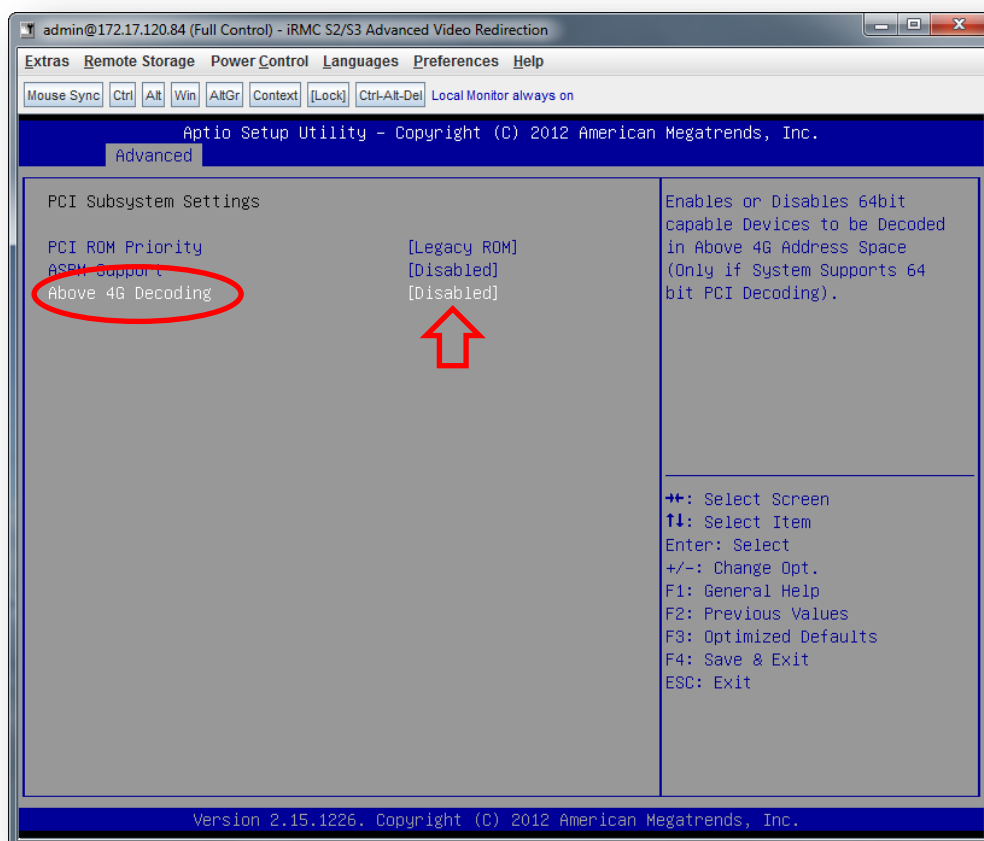 admin@172.17.120.84 (Full Control) - iRMC S2/S3 Advanced Video Redirection
Extras Remote Storage Power Control Languages Preferences Help
Mouse Sync Ctrl Alt Win AltGr Context [Lock] Ctrl-Alt-Del Local Monitor always on
Aptio Setup Utility – Copyright (C) 2012 American Megatrends, Inc.
Advanced
PCI Subsystem Settings
PCI ROM Priority [Legacy ROM]
ASPM Support [Disabled]
Above 4G Decoding [Disabled]
Enables or Disables 64bit
capable Devices to be Decoded
in Above 4G Address Space
(Only if System Supports 64
bit PCI Decoding).
→←: Select Screen
↑↓: Select Item
Enter: Select
+/-: Change Opt.
F1: General Help
F2: Previous Values
F3: Optimized Defaults
F4: Save & Exit
ESC: Exit
Version 2.15.1226. Copyright (C) 2012 American Megatrends, Inc.